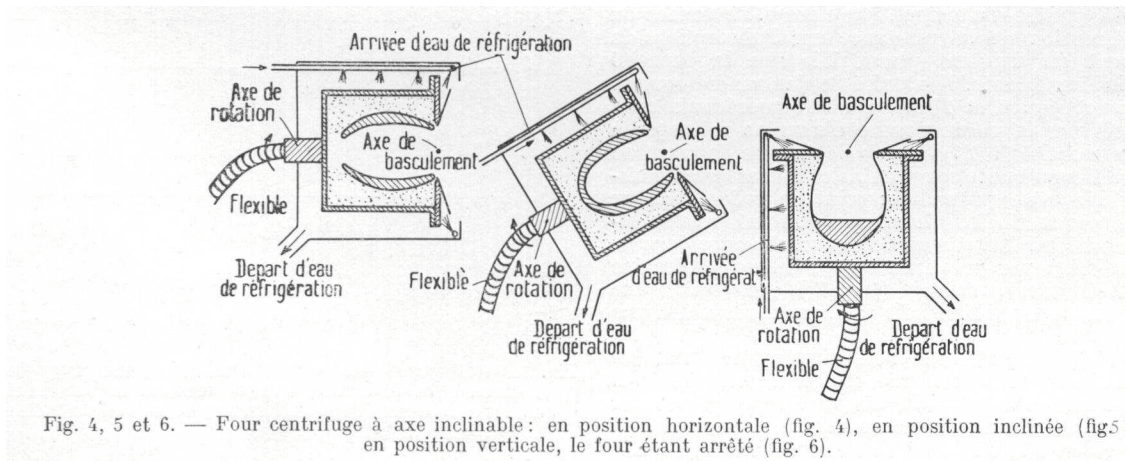 Arrivée d'eau de réfrigération
Axe de
rotation
Axe de
basculement
Flexible
Depart d'eau
de réfrigération
Axe de
basculement
Flexible
Axe de
rotation
Depart d'eau
de réfrigération
Axe de basculement
Arrivée
d'eau de réfrigérat
Axe de
rotation
Flexible
Depart d'eau
de réfrigération
Fig. 4, 5 et 6. — Four centrifuge à axe inclinable : en position horizontale (fig. 4), en position inclinée (fig.5
en position verticale, le four étant arrêté (fig. 6).